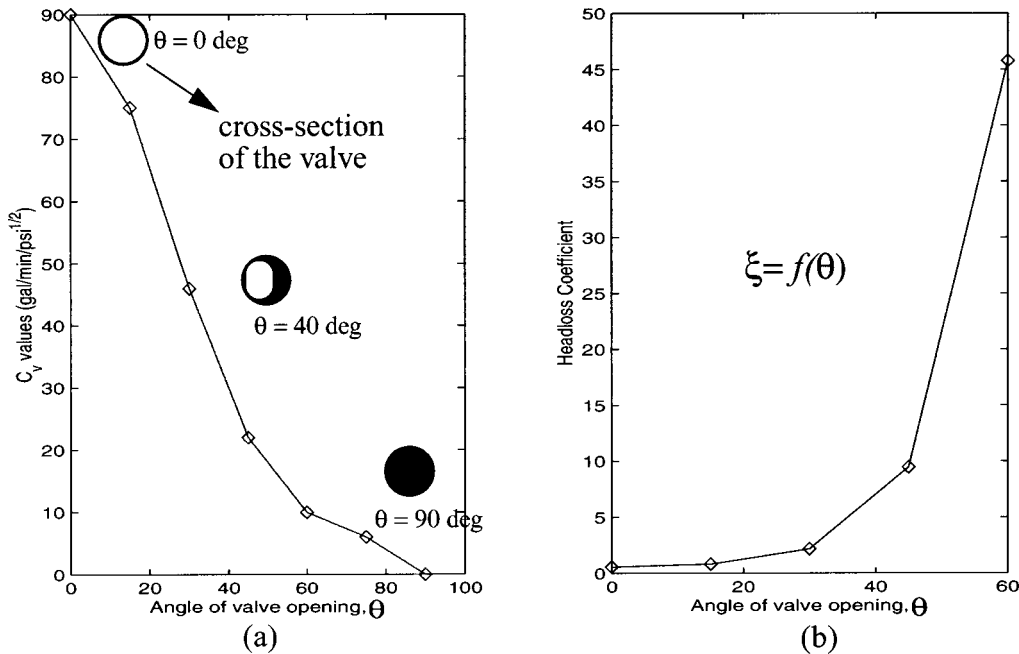 90
80
70
60
50
40
30
20
10
0
C_v values (gal/min/psi^1/2)
θ = 0 deg
cross-section
of the valve
θ = 40 deg
θ = 90 deg
0 20 40 60 80 100
Angle of valve opening, θ
(a)
50
45
40
35
30
25
20
15
10
5
0
Headloss Coefficient
ξ= f(θ)
0 20 40 60
Angle of valve opening, θ
(b)